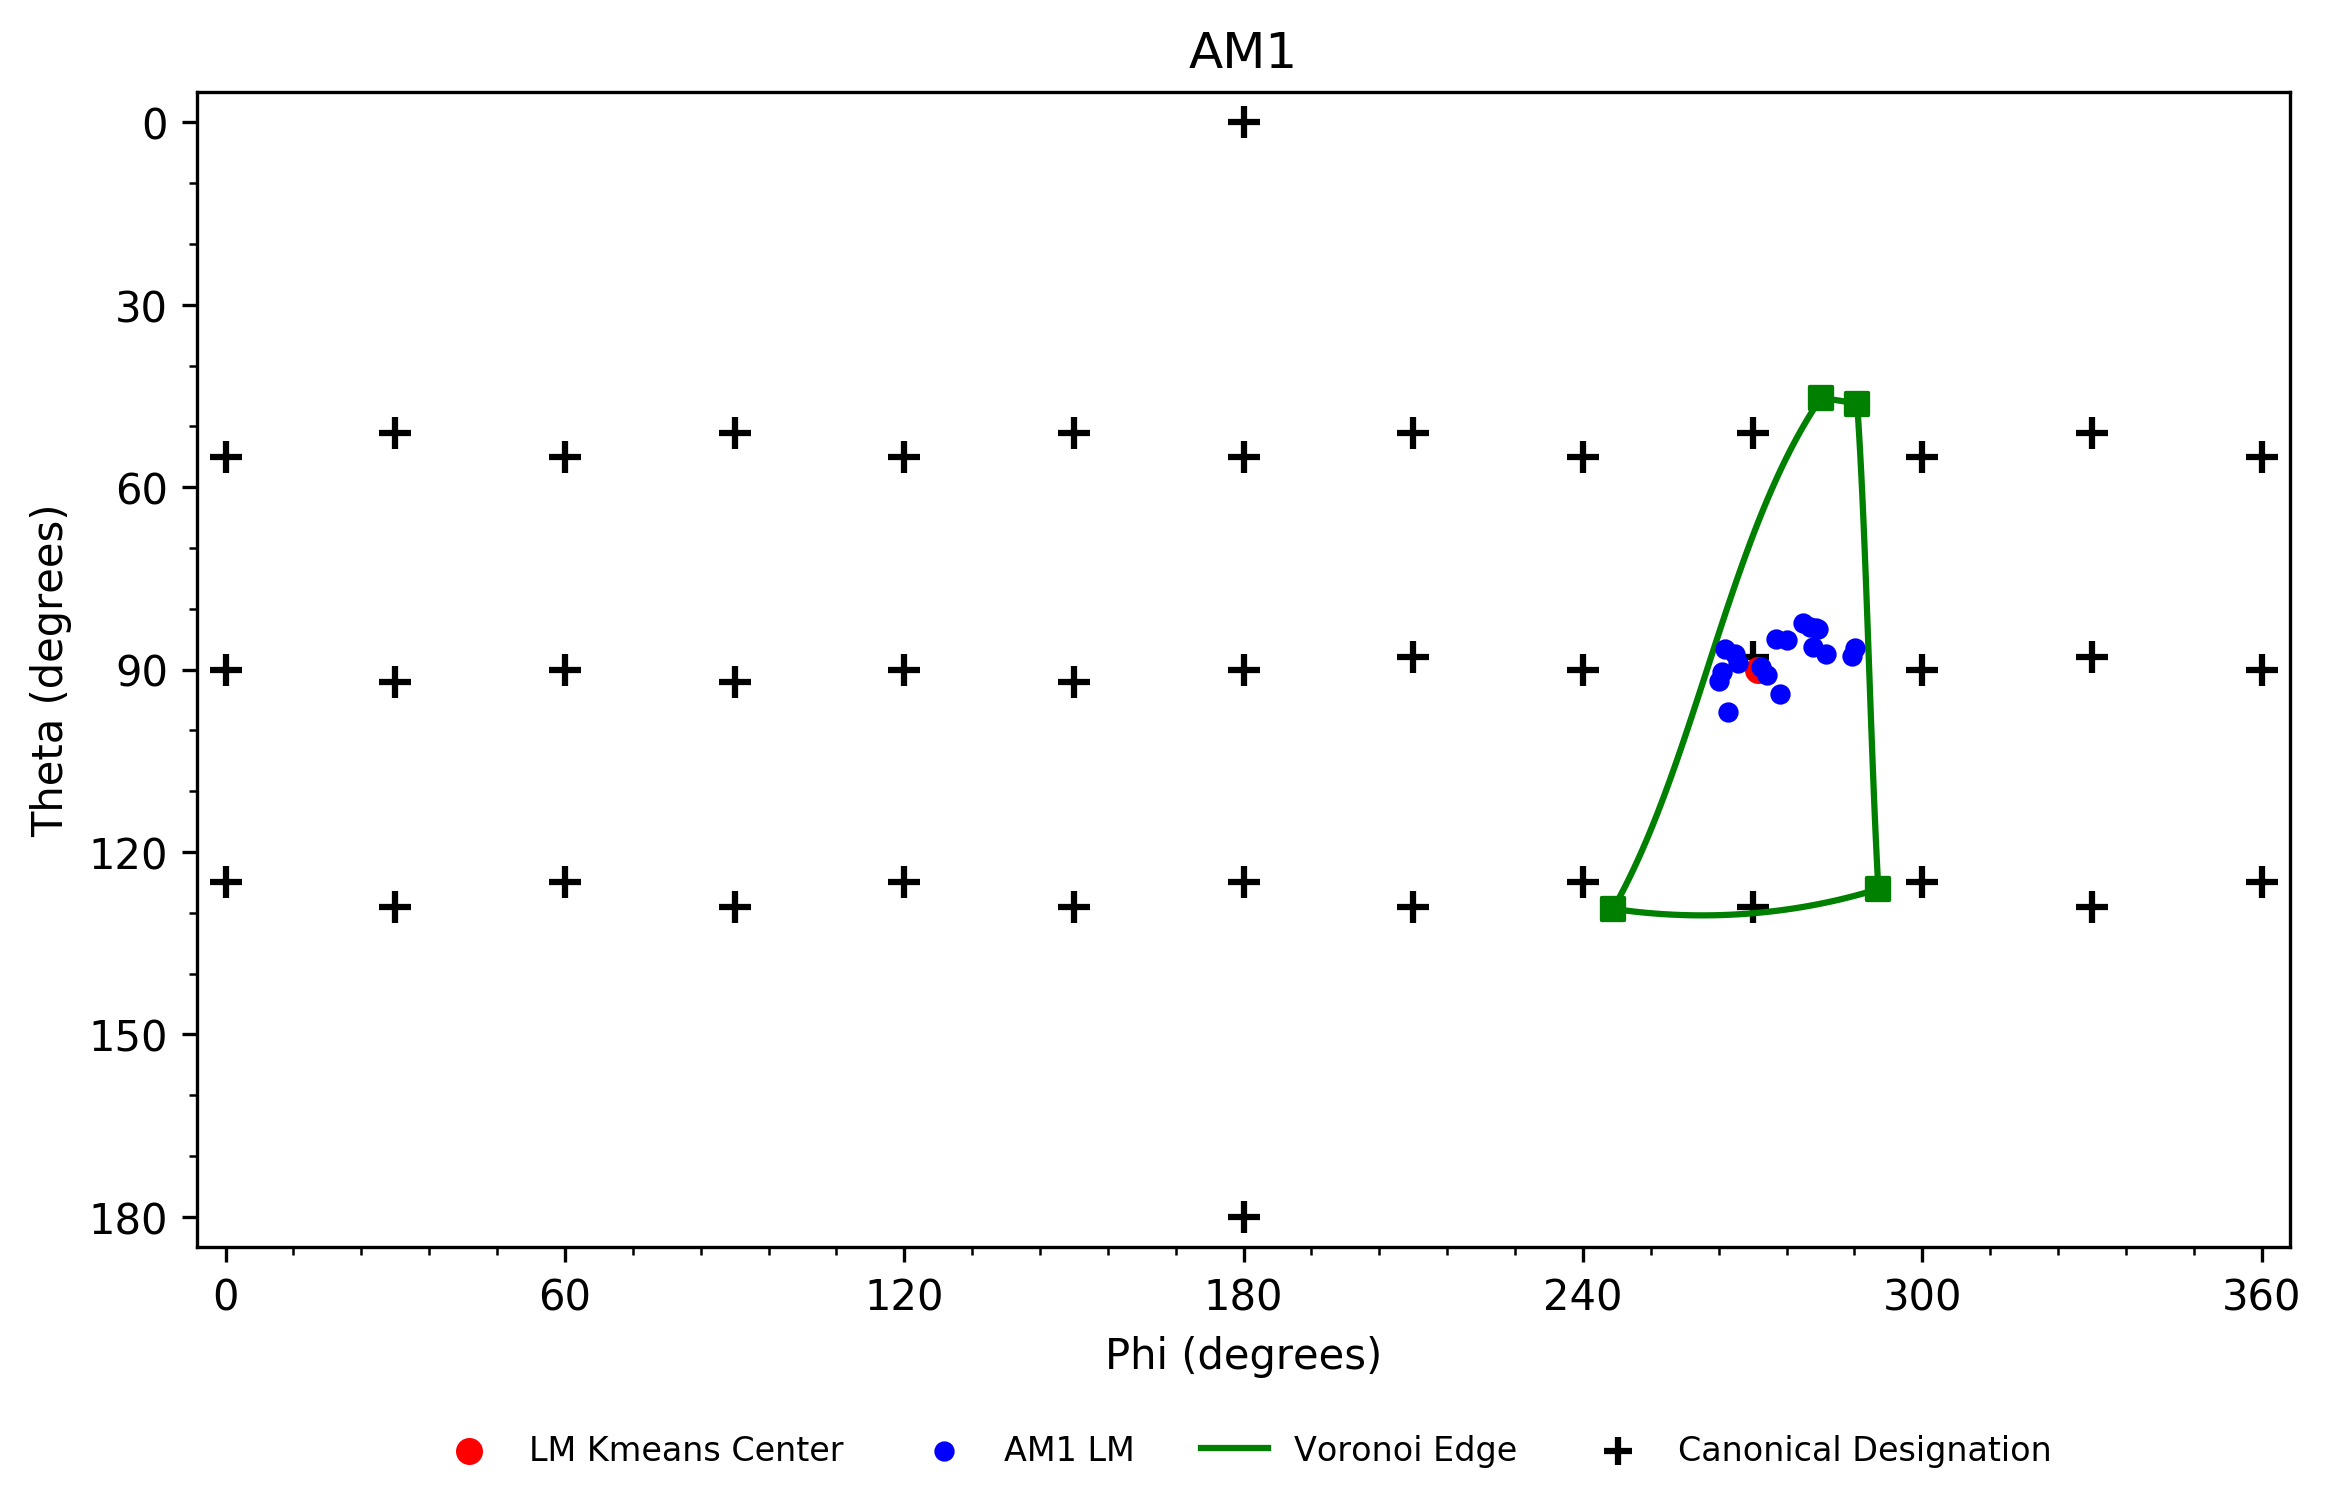 AM1
0
30
60
90
120
150
180
Theta (degrees)
0 60 120 180 240 300 360
Phi (degrees)
LM Kmeans Center AM1 LM Voronoi Edge Canonical Designation